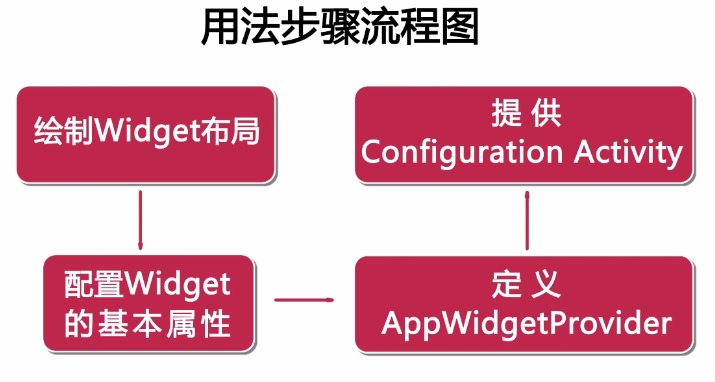 用法步骤流程图
绘制Widget布局
配置Widget
的基本属性
定义
AppWidgetProvider
提供
Configuration Activity